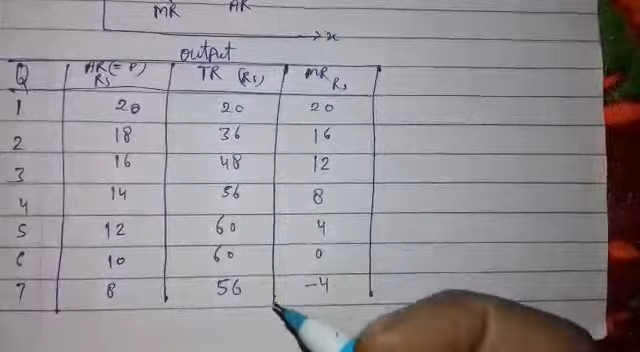 MR AR
→x
output
Q AR(=P) Rs TR (Rs) MR Rs
1 20 20 20
2 18 36 16
3 16 48 12
4 14 56 8
5 12 60 4
6 10 60 0
7 8 56 -4